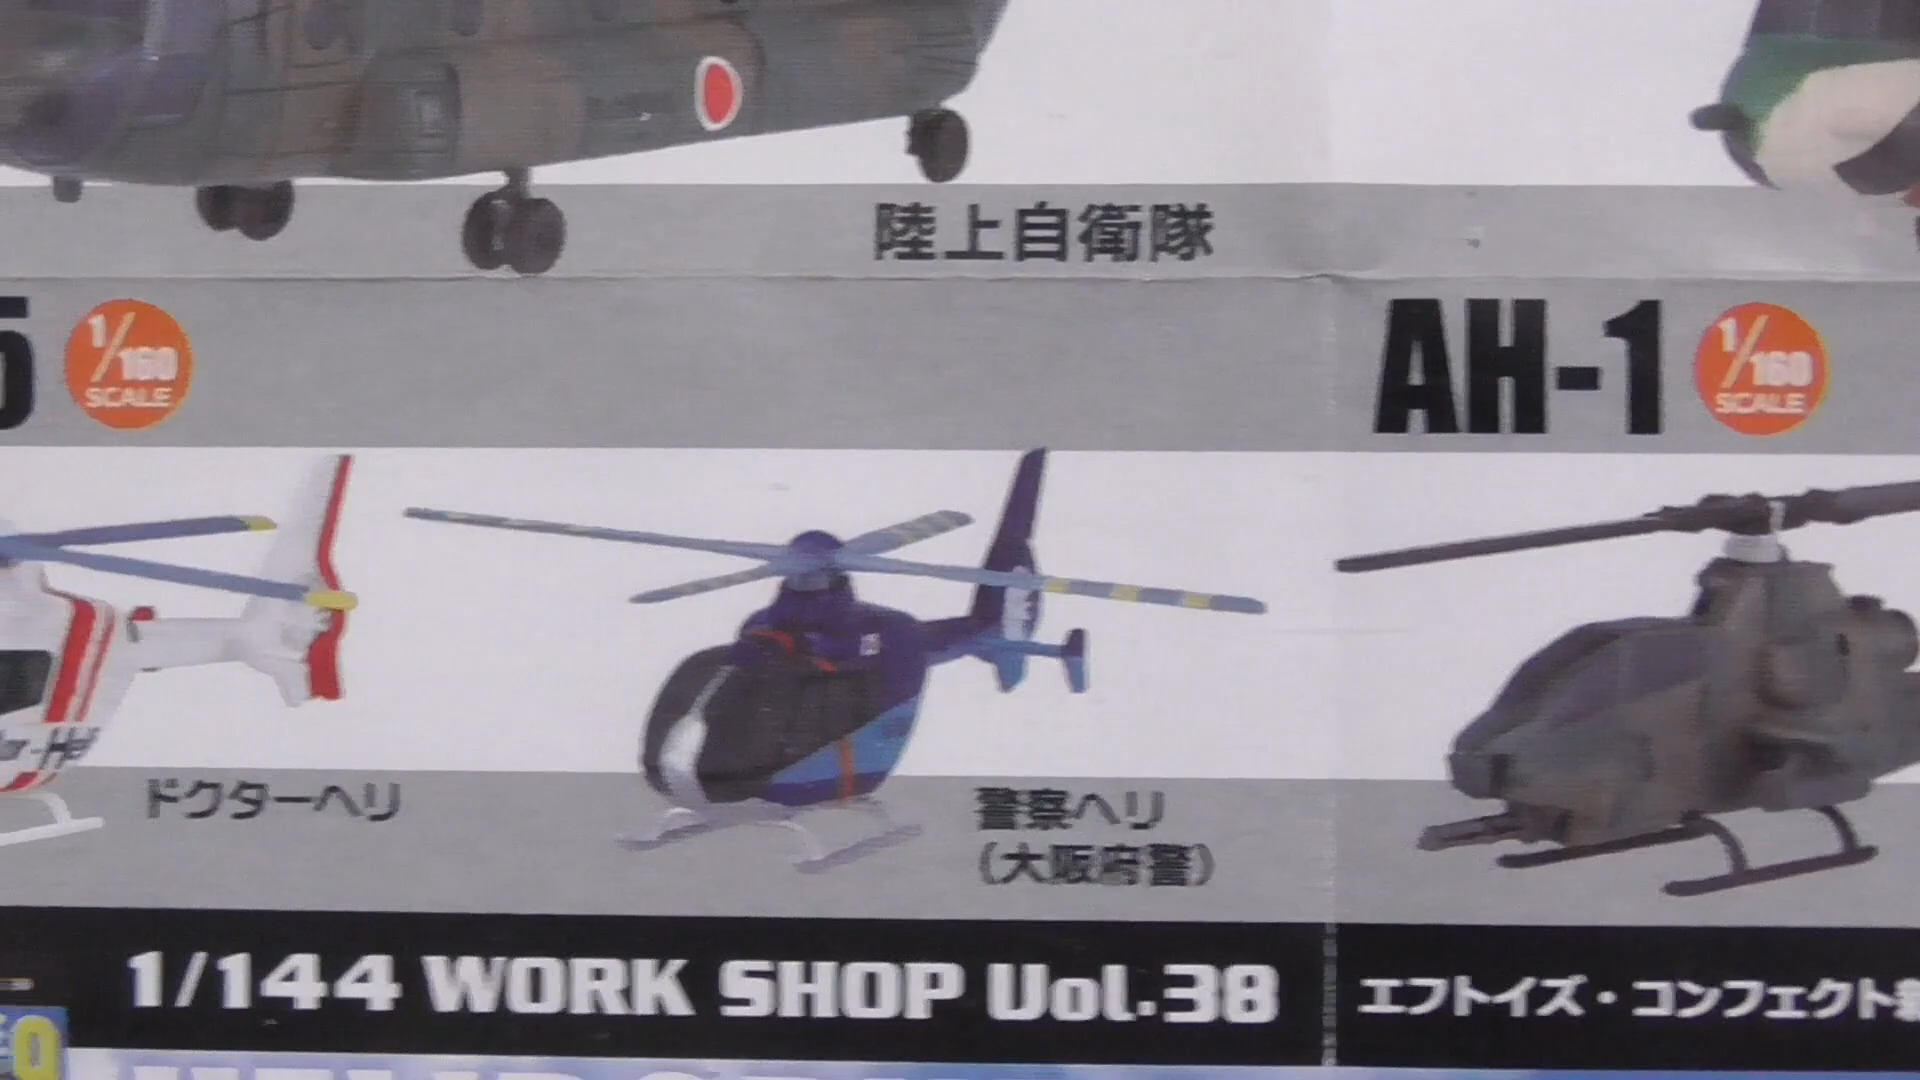 陸上自衛隊
5
1/160
SCALE
AH-1
1/160
SCALE
ドクターヘリ
警察ヘリ
(大阪府警)
1/144 WORK SHOP Vol.38
エフトイズ・コンフェクト